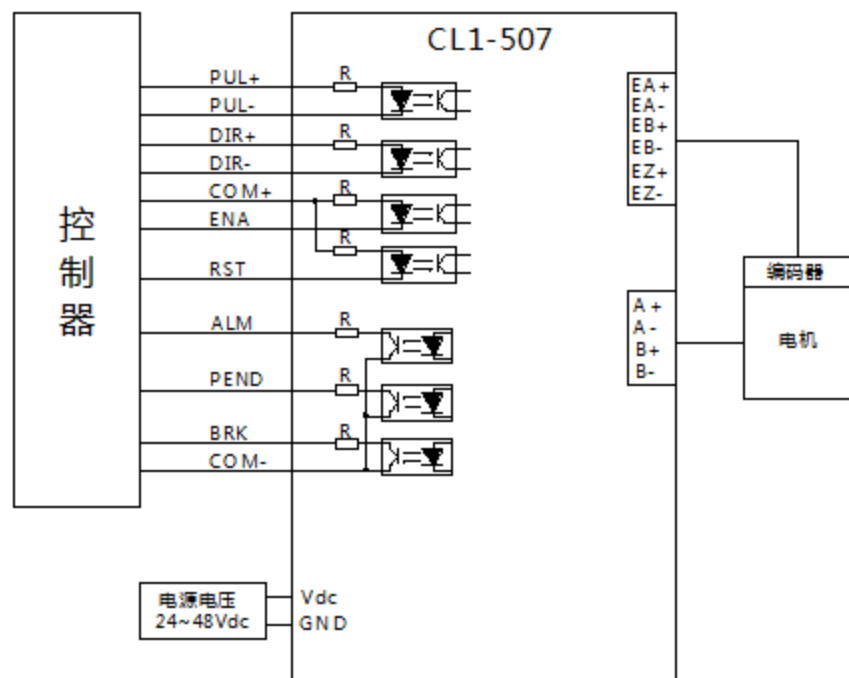 CL1-507
控制器
PUL+
R
PUL-
DIR+
R
DIR-
COM+
R
ENA
R
RST
ALM
R
PEND
R
BRK
R
COM-
EA+
EA-
EB+
EB-
EZ+
EZ-
编码器
电机
A+
A-
B+
B-
电源电压
24~48Vdc
Vdc
GND